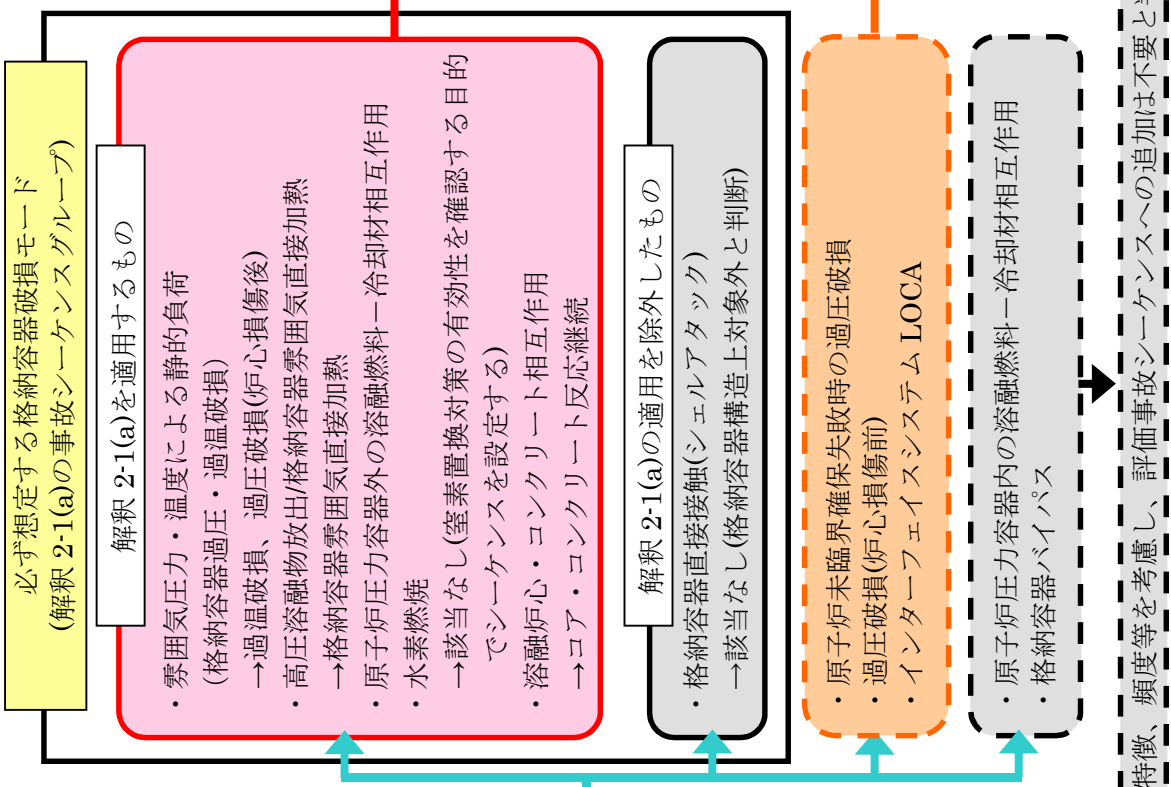 必ず想定する格納容器破損モード
(解釈 2-1(a)の事故シーケンスグループ)
解釈 2-1(a)を適用するもの
・雰囲気圧力・温度による静的負荷
(格納容器過圧・過温破損)
→過温破損、過圧破損(炉心損傷後)
・高圧溶融物放出/格納容器雰囲気直接加熱
→格納容器雰囲気直接加熱
・原子炉圧力容器外の溶融燃料－冷却材相互作用
・水素燃焼
→該当なし(窒素置換対策の有効性を確認する目的
でシーケンスを設定する)
・溶融炉心・コンクリート相互作用
→コア・コンクリート反応継続
解釈 2-1(a)の適用を除外したもの
・格納容器直接接触(シェルアタック)
→該当なし(格納容器構造上対象外と判断)
・原子炉未臨界確保失敗時の過圧破損
・過圧破損(炉心損傷前)
・インターフェイスシステム LOCA
・原子炉圧力容器内の溶融燃料－冷却材相互作用
・格納容器バイパス
特徴、頻度等を考慮し、評価事故シーケンスへの追加は不要と